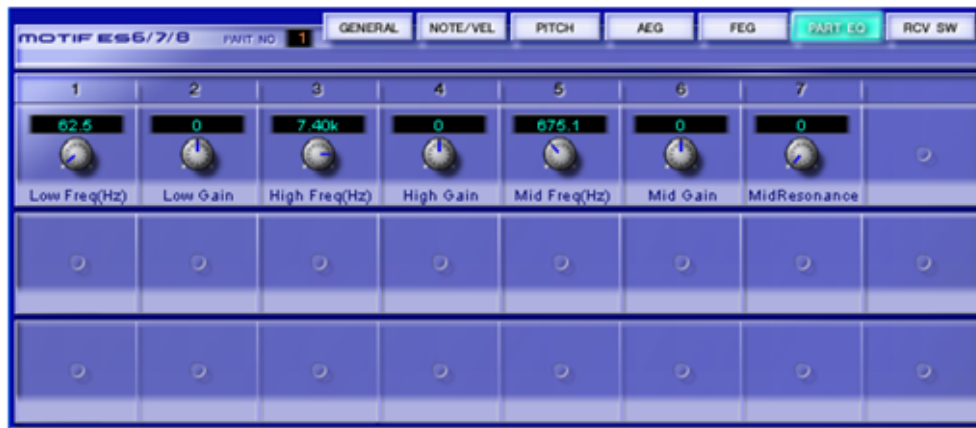 MOTIF ES6/7/8 PART NO 1 GENERAL NOTE/VEL PITCH AEG FEG PART EQ RCV SW
1 2 3 4 5 6 7
62.5 0 7.40k 0 675.1 0 0
Low Freq(Hz) Low Gain High Freq(Hz) High Gain Mid Freq(Hz) Mid Gain MidResonance